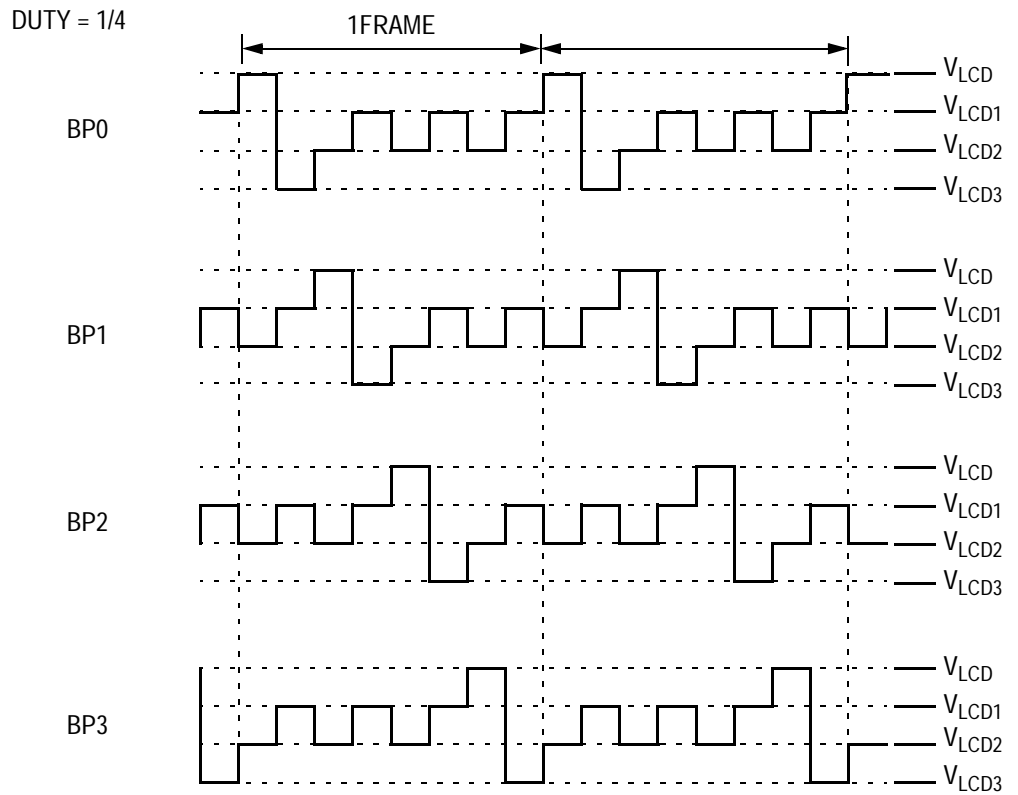 DUTY = 1/4
1FRAME
BP0
VLCD
VLCD1
VLCD2
VLCD3
BP1
VLCD
VLCD1
VLCD2
VLCD3
BP2
VLCD
VLCD1
VLCD2
VLCD3
BP3
VLCD
VLCD1
VLCD2
VLCD3